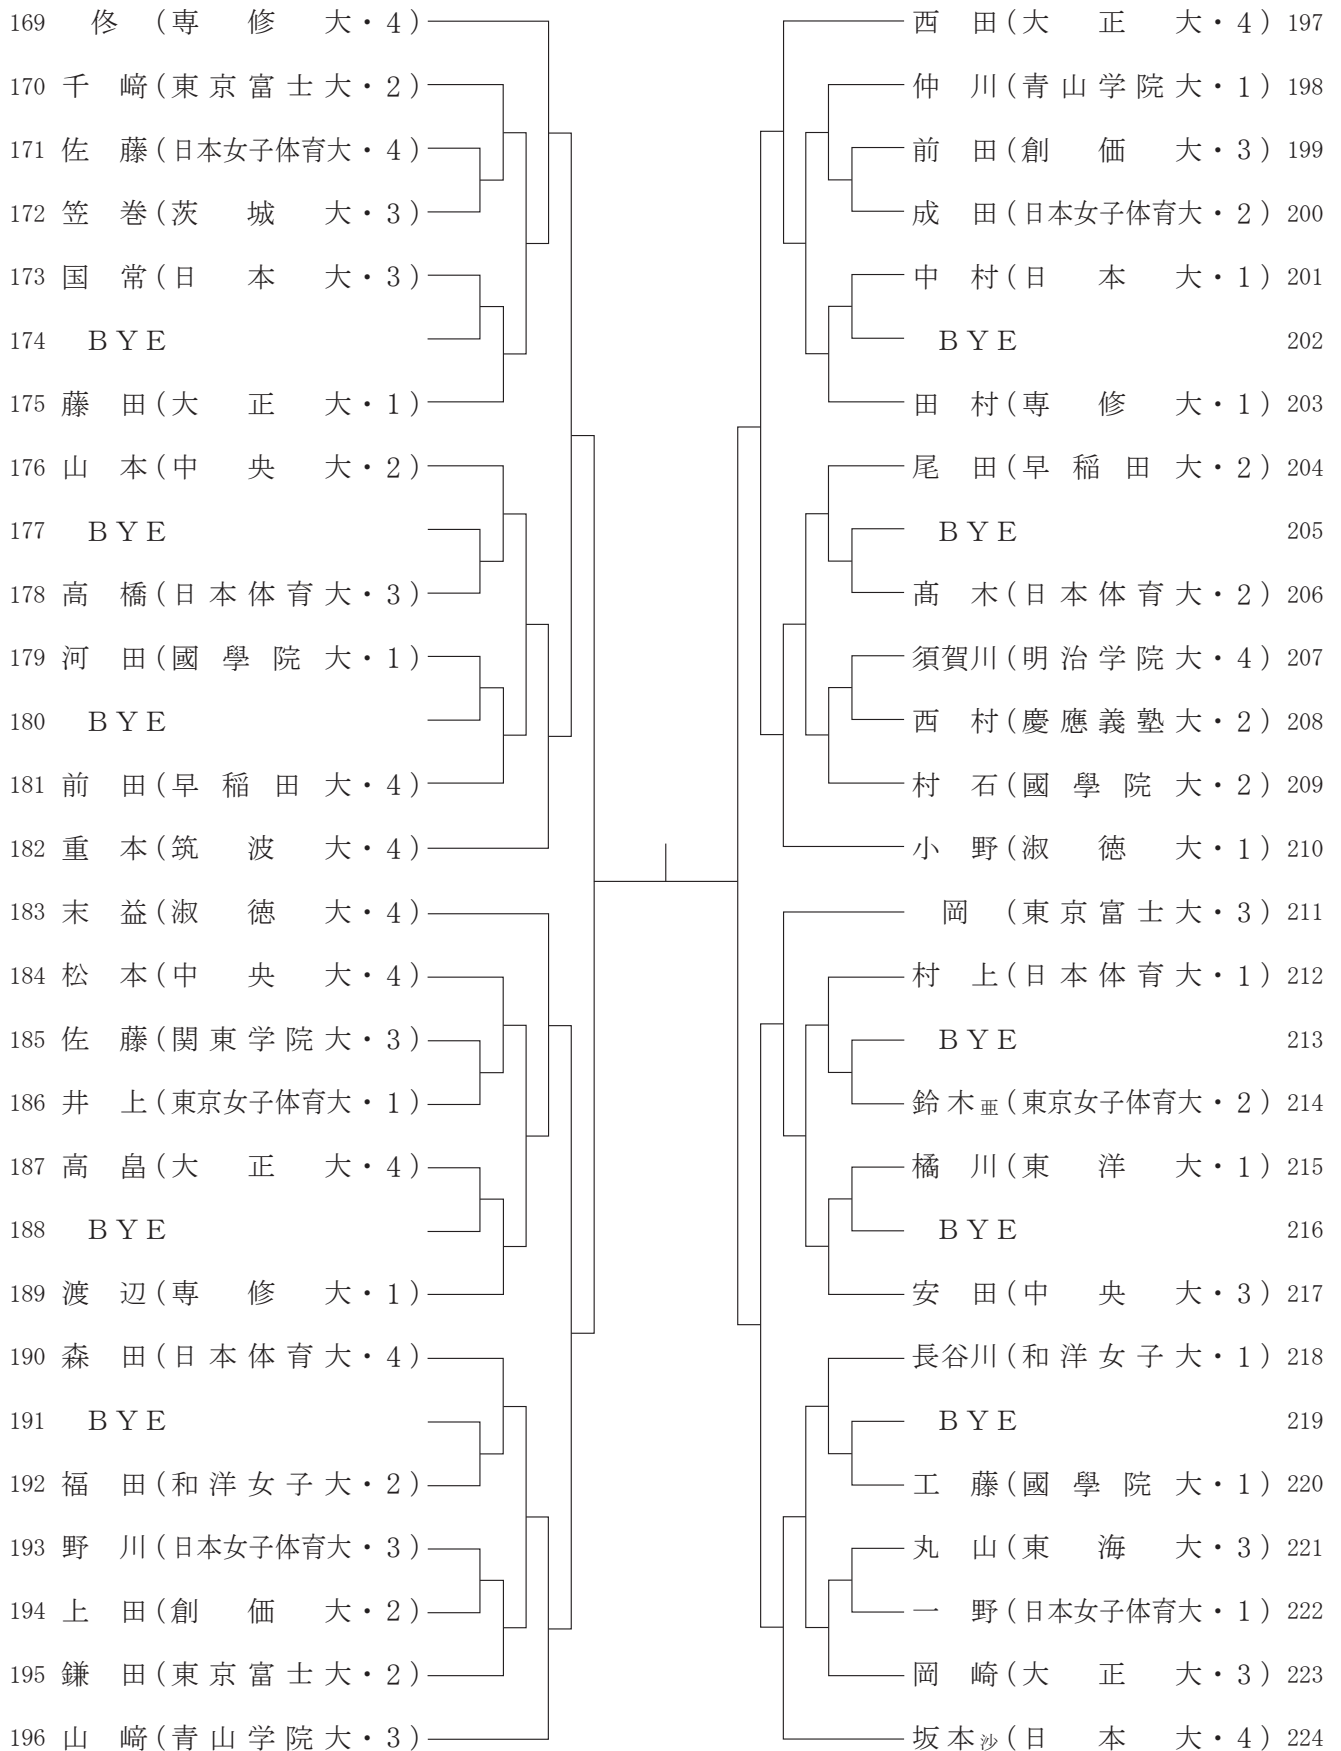 169 佟 (専修大・4)
170 千﨑(東京富士大・2)
171 佐藤(日本女子体育大・4)
172 笠巻(茨城大・3)
173 国常(日本大・3)
174 BYE
175 藤田(大正大・1)
176 山本(中央大・2)
177 BYE
178 高橋(日本体育大・3)
179 河田(國學院大・1)
180 BYE
181 前田(早稲田大・4)
182 重本(筑波大・4)
183 末益(淑徳大・4)
184 松本(中央大・4)
185 佐藤(関東学院大・3)
186 井上(東京女子体育大・1)
187 高畠(大正大・4)
188 BYE
189 渡辺(専修大・1)
190 森田(日本体育大・4)
191 BYE
192 福田(和洋女子大・2)
193 野川(日本女子体育大・3)
194 上田(創価大・2)
195 鎌田(東京富士大・2)
196 山﨑(青山学院大・3)
西田(大正大・4) 197
仲川(青山学院大・1) 198
前田(創価大・3) 199
成田(日本女子体育大・2) 200
中村(日本大・1) 201
BYE 202
田村(専修大・1) 203
尾田(早稲田大・2) 204
BYE 205
髙木(日本体育大・2) 206
須賀川(明治学院大・4) 207
西村(慶應義塾大・2) 208
村石(國學院大・2) 209
小野(淑徳大・1) 210
岡 (東京富士大・3) 211
村上(日本体育大・1) 212
BYE 213
鈴木亜(東京女子体育大・2) 214
橘川(東洋大・1) 215
BYE 216
安田(中央大・3) 217
長谷川(和洋女子大・1) 218
BYE 219
工藤(國學院大・1) 220
丸山(東海大・3) 221
一野(日本女子体育大・1) 222
岡崎(大正大・3) 223
坂本沙(日本大・4) 224